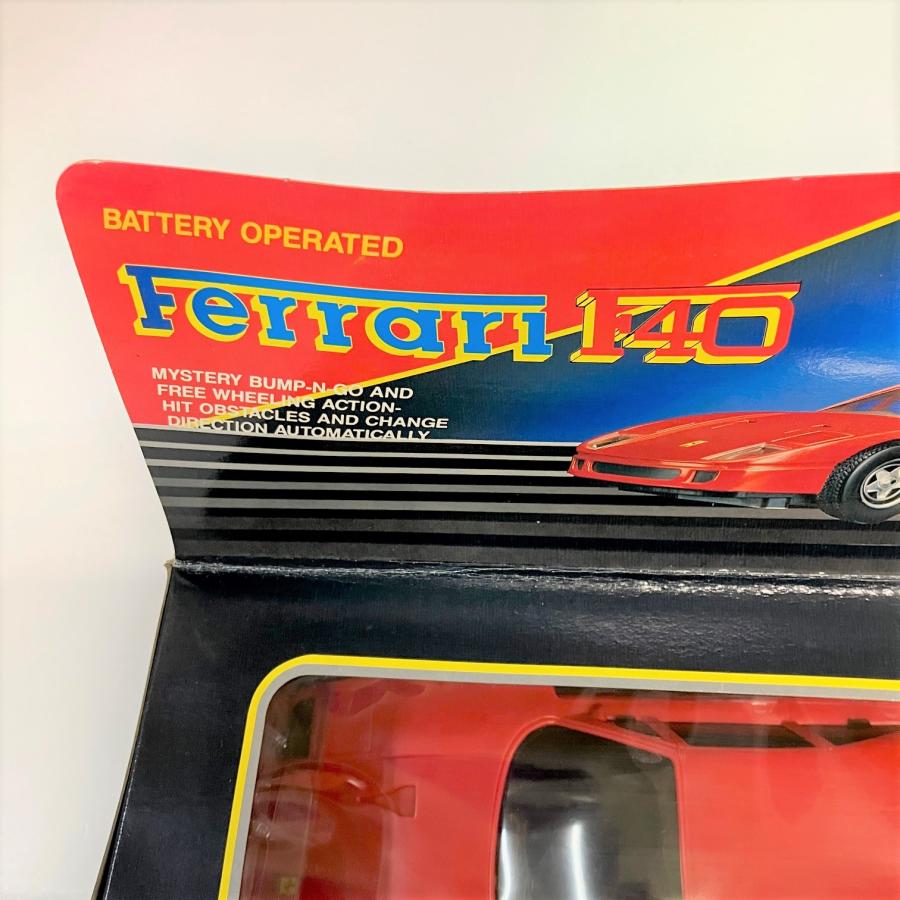 BATTERY OPERATED
Ferrari F40
MYSTERY BUMP-N-GO AND
FREE WHEELING ACTION-
HIT OBSTACLES AND CHANGE
DIRECTION AUTOMATICALLY